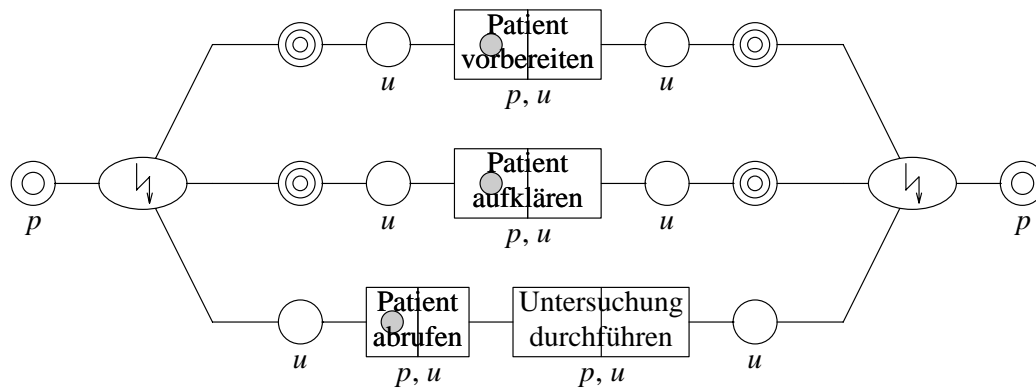 Patient
vorbereiten
u
p, u
u
Patient
aufklären
p
u
p, u
u
p
Patient
abrufen
Untersuchung
durchführen
u
p, u
p, u
u